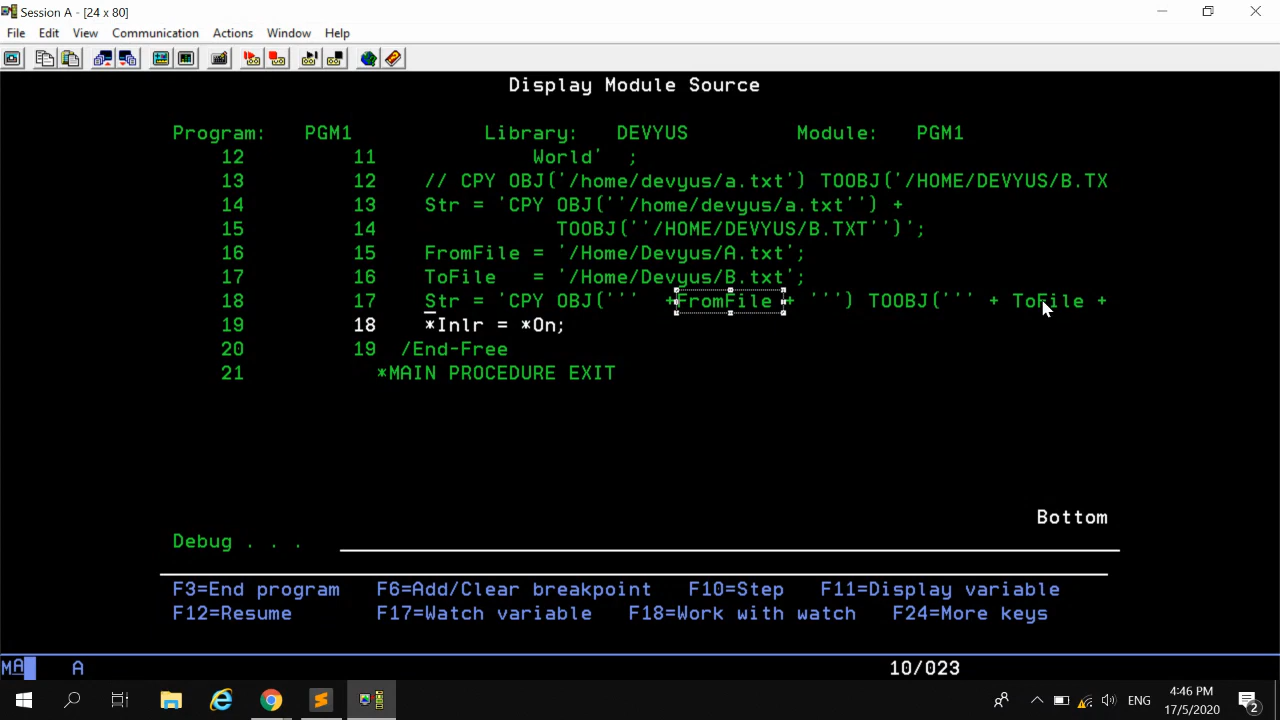 Session A - [24 x 80]
File Edit View Communication Actions Window Help
Display Module Source
Program: PGM1 Library: DEVYUS Module: PGM1
12 11 World' ;
13 12 // CPY OBJ('/home/devyus/a.txt') TOOBJ('/HOME/DEVYUS/B.TX
14 13 Str = 'CPY OBJ(''/home/devyus/a.txt'') +
15 14 TOOBJ(''/HOME/DEVYUS/B.TXT'')';
16 15 FromFile = '/Home/Devyus/A.txt';
17 16 ToFile = '/Home/Devyus/B.txt';
18 17 Str = 'CPY OBJ(''' +FromFile + ''') TOOBJ(''' + ToFile +
19 18 *Inlr = *On;
20 19 /End-Free
21 *MAIN PROCEDURE EXIT
Bottom
Debug . . .
F3=End program F6=Add/Clear breakpoint F10=Step F11=Display variable
F12=Resume F17=Watch variable F18=Work with watch F24=More keys
MA A 10/023
ENG 4:46 PM
17/5/2020 2